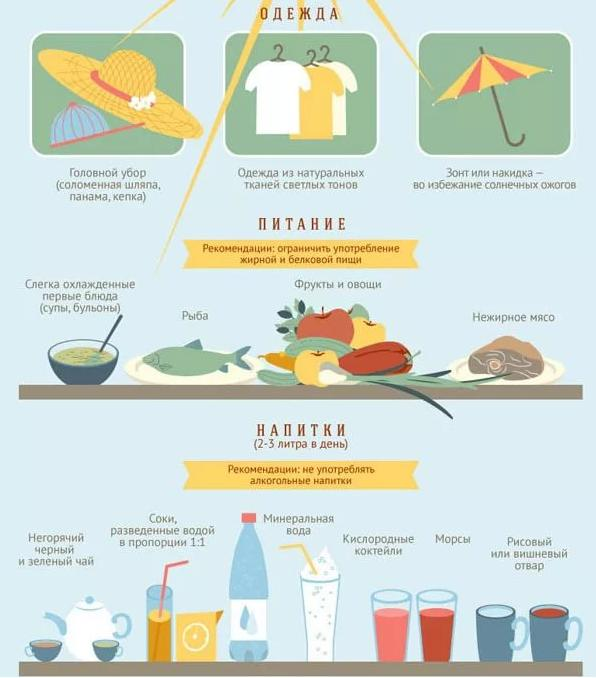 ОДЕЖДА
Головной убор
(соломенная шляпа,
панама, кепка)
Одежда из натуральных
тканей светлых тонов
Зонт или накидка –
во избежание солнечных ожогов
ПИТАНИЕ
Рекомендации: ограничить употребление
жирной и белковой пищи
Слегка охлажденные
первые блюда
(супы, бульоны)
Рыба
Фрукты и овощи
Нежирное мясо
НАПИТКИ
(2-3 литра в день)
Рекомендации: не употреблять
алкогольные напитки
Негорячий
черный
и зеленый чай
Соки,
разведенные водой
в пропорции 1:1
Минеральная
вода
Кислородные
коктейли
Морсы
Рисовый
или вишневый
отвар